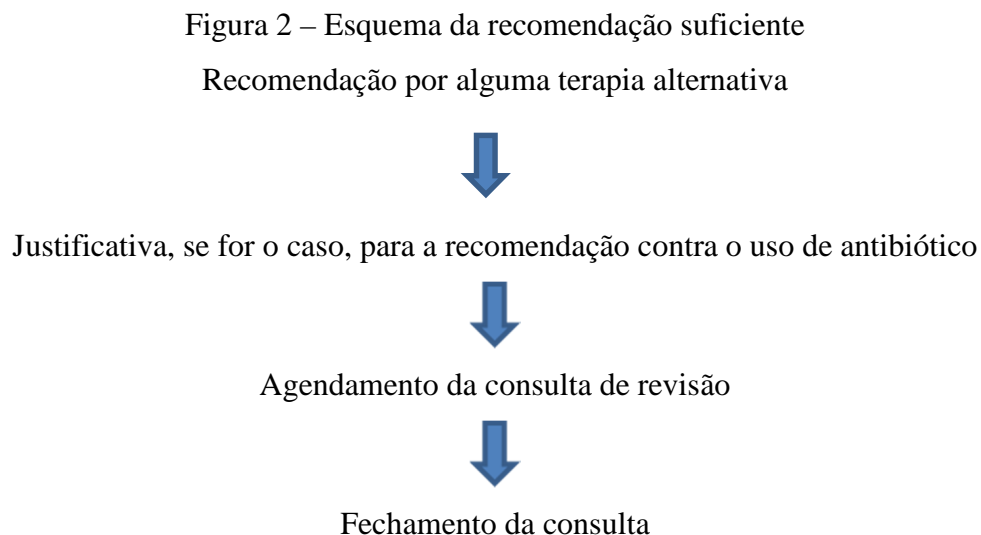 Figura 2 – Esquema da recomendação suficiente
Recomendação por alguma terapia alternativa
Justificativa, se for o caso, para a recomendação contra o uso de antibiótico
Agendamento da consulta de revisão
Fechamento da consulta